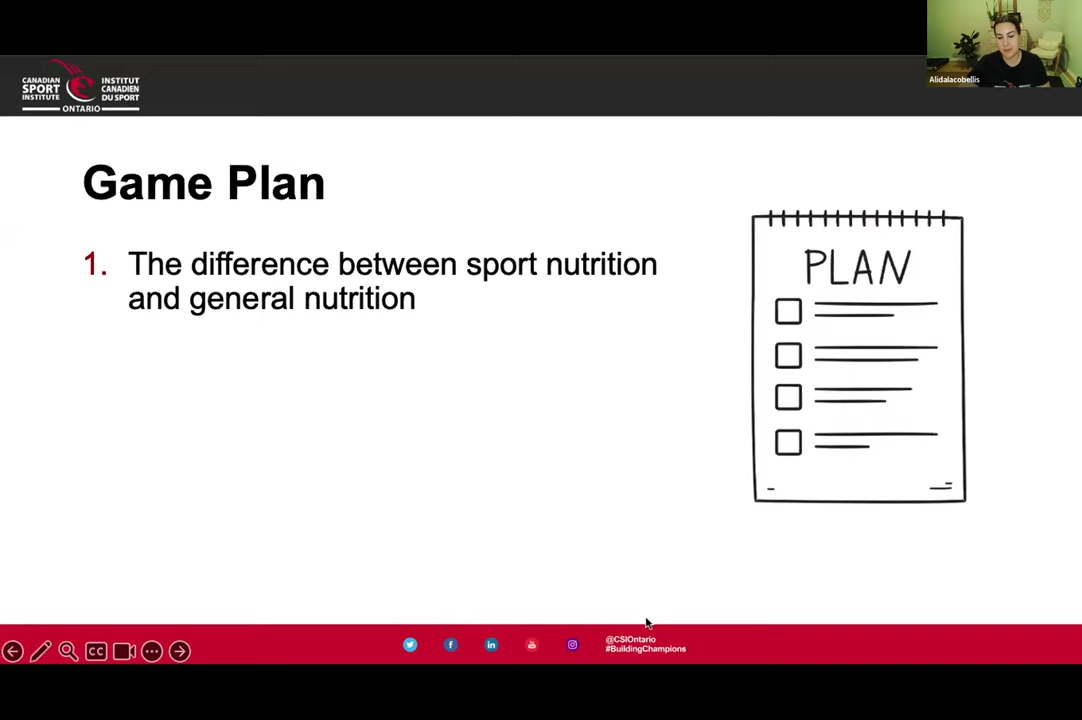 CANADIAN
SPORT
INSTITUTE
INSTITUT
CANADIEN
DU SPORT
ONTARIO
AlidaIacobellis
Game Plan
1. The difference between sport nutrition
and general nutrition
PLAN
CC
@CSIOntario
#BuildingChampions